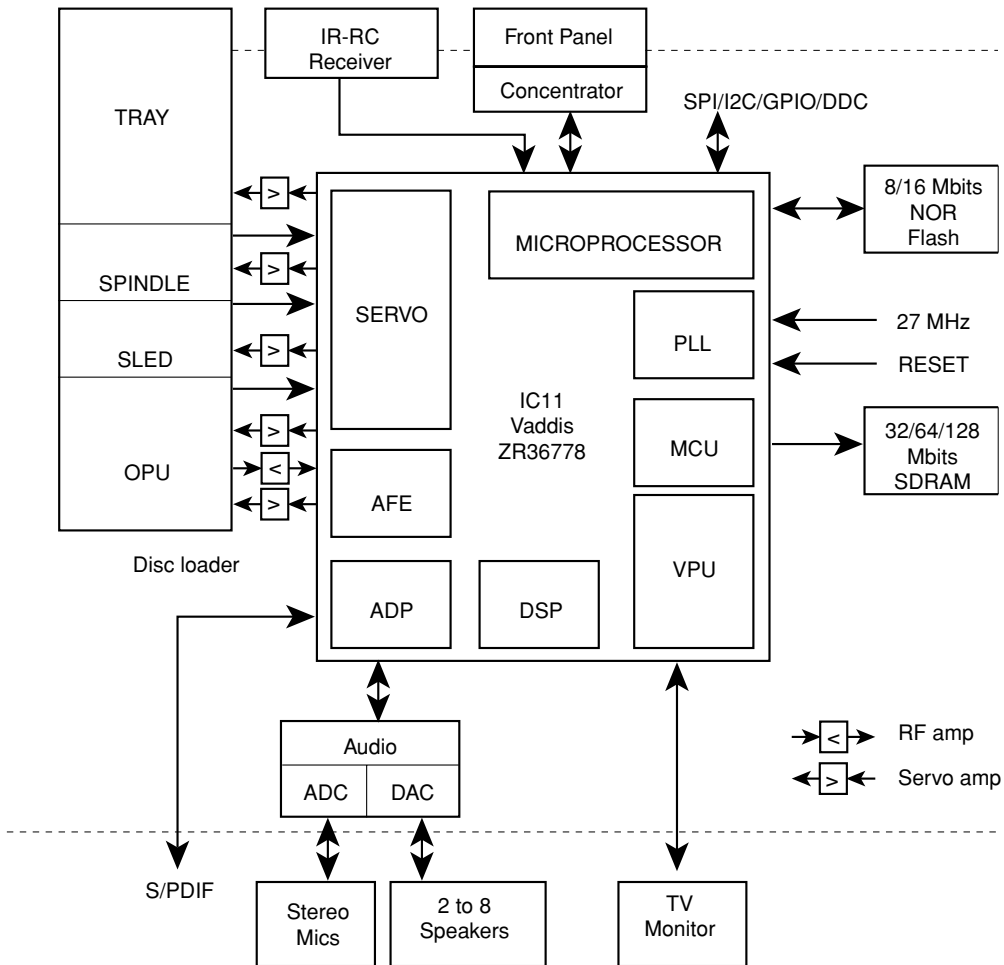 IR-RC
Receiver
Front Panel
Concentrator
SPI/I2C/GPIO/DDC
TRAY
SPINDLE
SLED
OPU
Disc loader
>
>
>
>
<
>
SERVO
AFE
ADP
DSP
MICROPROCESSOR
PLL
MCU
VPU
IC11
Vaddis
ZR36778
8/16 Mbits
NOR
Flash
27 MHz
RESET
32/64/128
Mbits
SDRAM
Audio
ADC
DAC
< RF amp
> Servo amp
S/PDIF
Stereo
Mics
2 to 8
Speakers
TV
Monitor